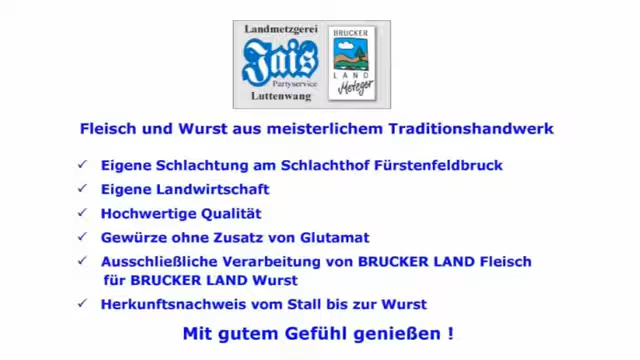 Landmetzgerei
Jais
Partyservice
Luttenwang
BRUCKER
LAND
Metzger
Fleisch und Wurst aus meisterlichem Traditionshandwerk
✓ Eigene Schlachtung am Schlachthof Fürstenfeldbruck
✓ Eigene Landwirtschaft
✓ Hochwertige Qualität
✓ Gewürze ohne Zusatz von Glutamat
✓ Ausschließliche Verarbeitung von BRUCKER LAND Fleisch
für BRUCKER LAND Wurst
✓ Herkunftsnachweis vom Stall bis zur Wurst
Mit gutem Gefühl genießen !